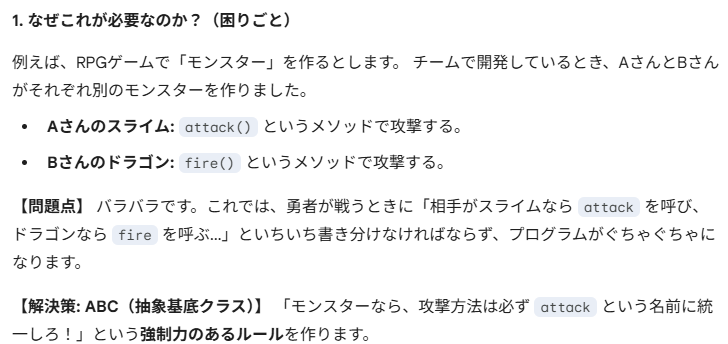 1. なぜこれが必要なのか？（困りごと）
例えば、RPGゲームで「モンスター」を作るとします。 チームで開発しているとき、AさんとBさん
がそれぞれ別のモンスターを作りました。
• Aさんのスライム: attack() というメソッドで攻撃する。
• Bさんのドラゴン: fire() というメソッドで攻撃する。
【問題点】 バラバラです。これでは、勇者が戦うときに「相手がスライムなら attack を呼び、
ドラゴンなら fire を呼ぶ...」といちいち書き分けなければならず、プログラムがぐちゃぐちゃに
なります。
【解決策: ABC（抽象基底クラス）】 「モンスターなら、攻撃方法は必ず attack という名前に統
一しろ！」という強制力のあるルールを作ります。